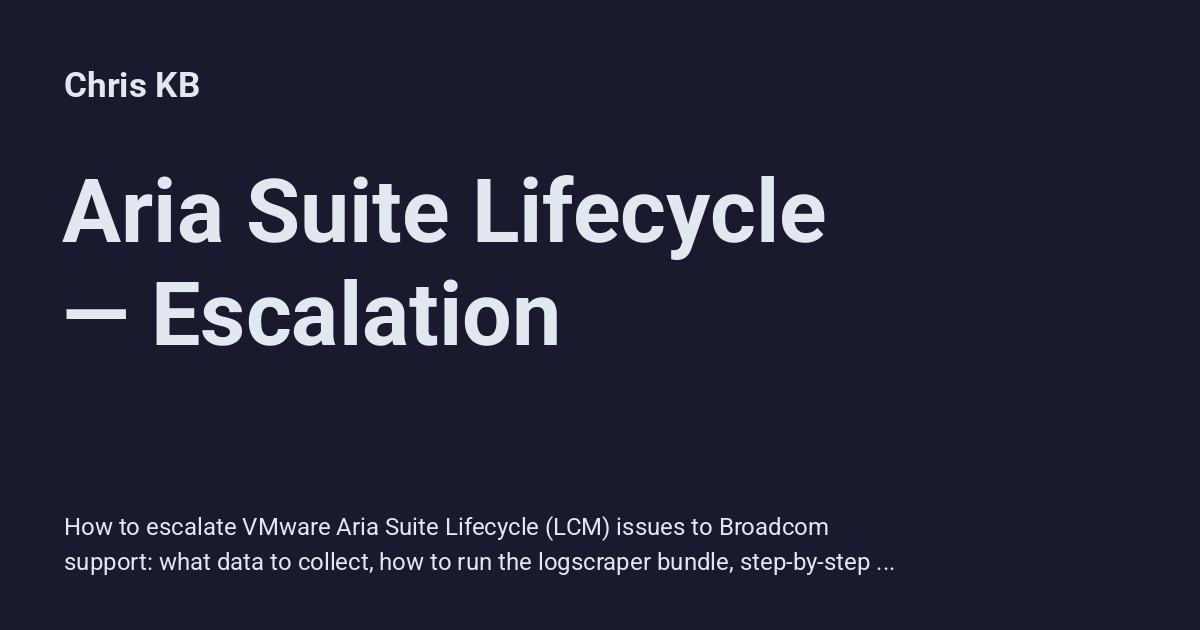 Chris KB
Aria Suite Lifecycle
— Escalation
How to escalate VMware Aria Suite Lifecycle (LCM) issues to Broadcom
support: what data to collect, how to run the logscraper bundle, step-by-step ...